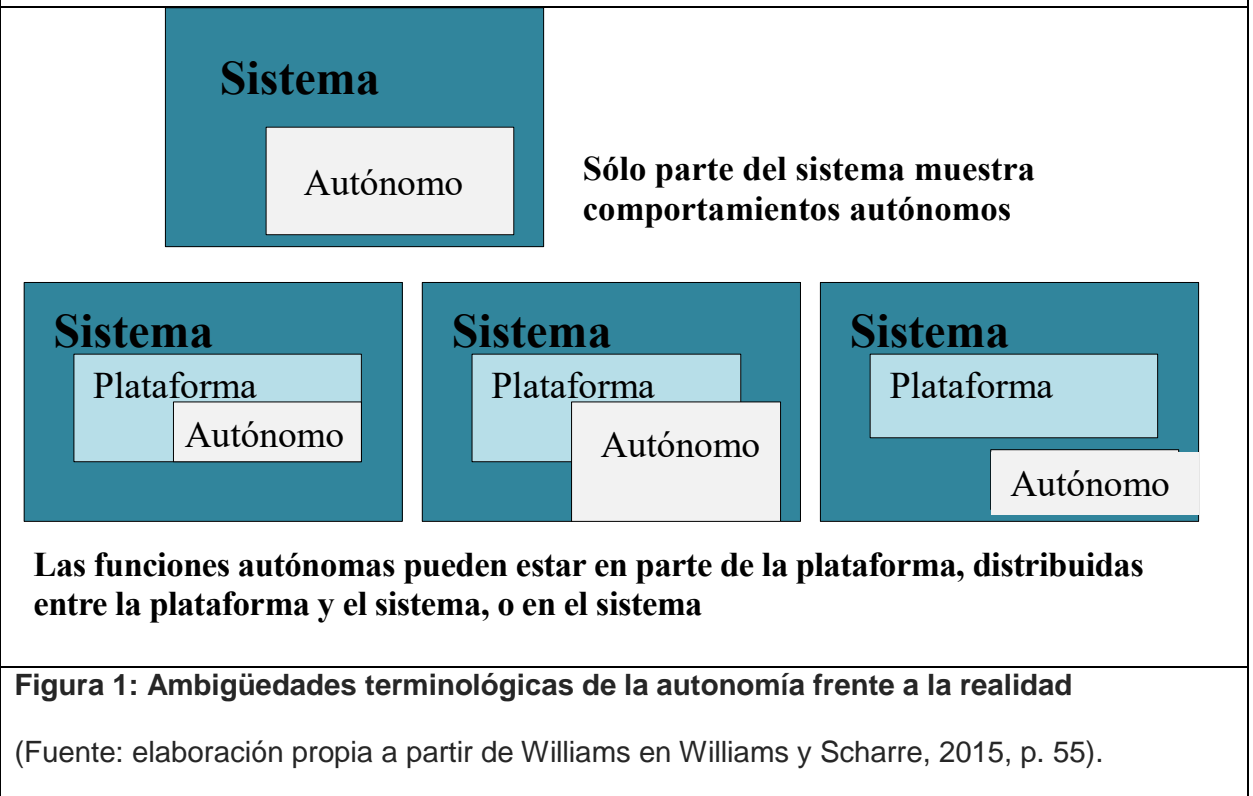 Sistema
Autónomo
Sólo parte del sistema muestra
comportamientos autónomos
Sistema
Plataforma
Autónomo
Sistema
Plataforma
Autónomo
Sistema
Plataforma
Autónomo
Las funciones autónomas pueden estar en parte de la plataforma, distribuidas
entre la plataforma y el sistema, o en el sistema
Figura 1: Ambigüedades terminológicas de la autonomía frente a la realidad
(Fuente: elaboración propia a partir de Williams en Williams y Scharre, 2015, p. 55).